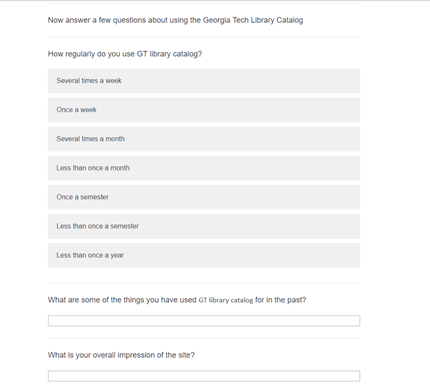 Now answer a few questions about using the Georgia Tech Library Catalog
How regularly do you use GT library catalog?
Several times a week
Once a week
Several times a month
Less than once a month
Once a semester
Less than once a semester
Less than once a year
What are some of the things you have used GT library catalog for in the past?
What is your overall impression of the site?